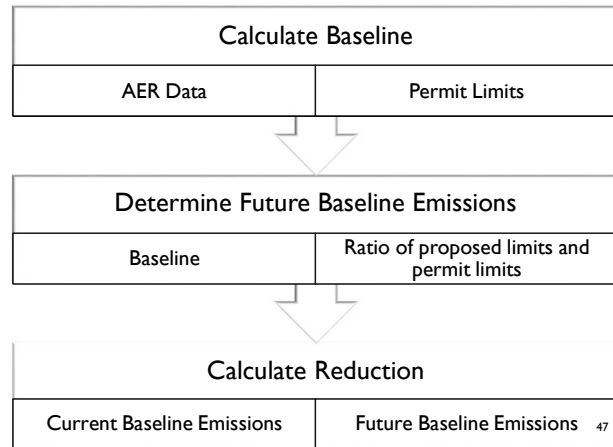 Calculate Baseline
AER Data
Permit Limits
Determine Future Baseline Emissions
Baseline
Ratio of proposed limits and
permit limits
Calculate Reduction
Current Baseline Emissions
Future Baseline Emissions
47